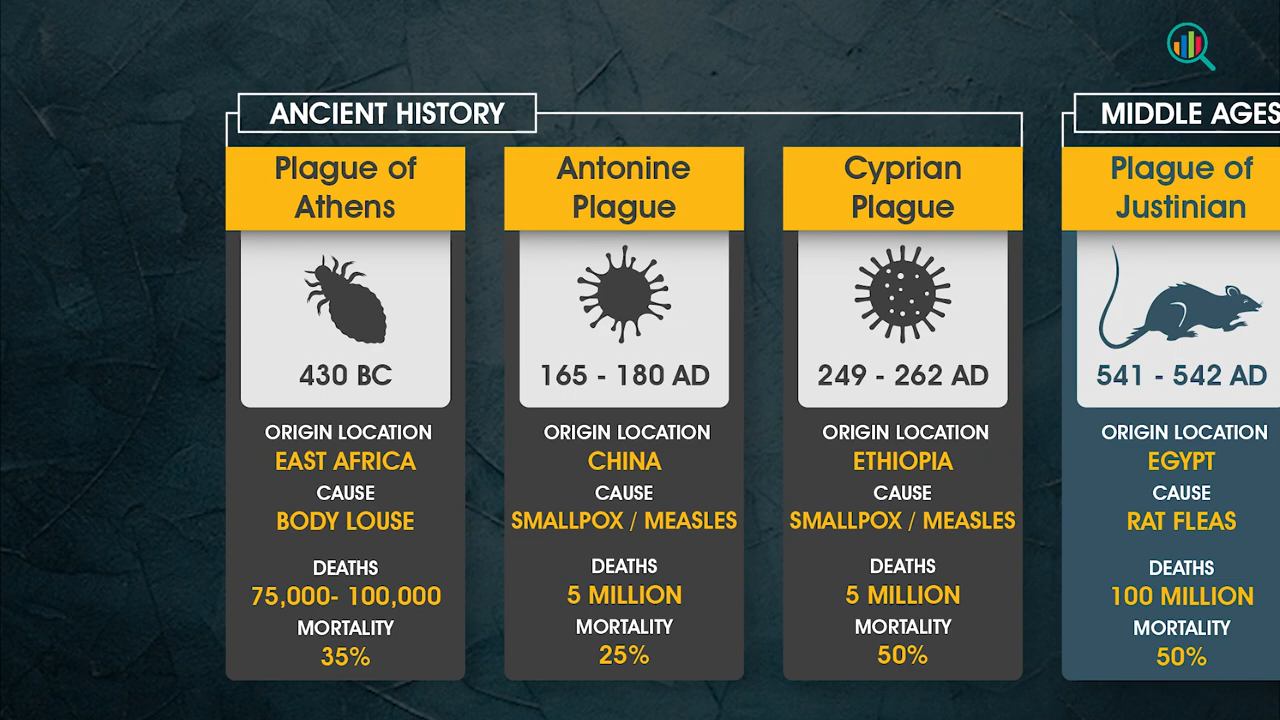 ANCIENT HISTORY
Plague of
Athens
430 BC
ORIGIN LOCATION
EAST AFRICA
CAUSE
BODY LOUSE
DEATHS
75,000- 100,000
MORTALITY
35%
Antonine
Plague
165 - 180 AD
ORIGIN LOCATION
CHINA
CAUSE
SMALLPOX / MEASLES
DEATHS
5 MILLION
MORTALITY
25%
Cyprian
Plague
249 - 262 AD
ORIGIN LOCATION
ETHIOPIA
CAUSE
SMALLPOX / MEASLES
DEATHS
5 MILLION
MORTALITY
50%
MIDDLE AGES
Plague of
Justinian
541 - 542 AD
ORIGIN LOCATION
EGYPT
CAUSE
RAT FLEAS
DEATHS
100 MILLION
MORTALITY
50%